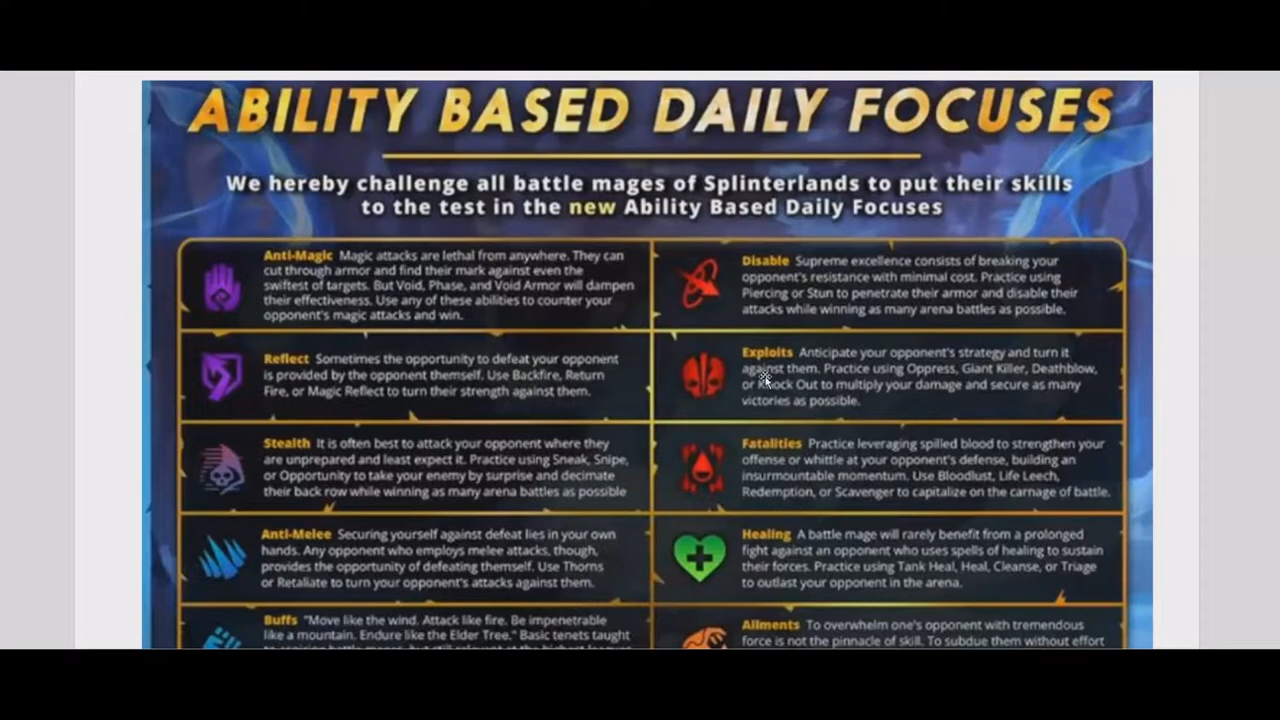 ABILITY BASED DAILY FOCUSES
We hereby challenge all battle mages of Splinterlands to put their skills
to the test in the new Ability Based Daily Focuses
Anti-Magic Magic attacks are lethal from anywhere. They can
cut through armor and find their mark against even the
swiftest of targets. But Void, Phase, and Void Armor will dampen
their effectiveness. Use any of these abilities to counter your
opponent's magic attacks and win.
Disable Supreme excellence consists of breaking your
opponent's resistance with minimal cost. Practice using
Piercing or Stun to penetrate their armor and disable their
attacks while winning as many arena battles as possible.
Reflect Sometimes the opportunity to defeat your opponent
is provided by the opponent themself. Use Backfire, Return
Fire, or Magic Reflect to turn their strength against them.
Exploits Anticipate your opponent's strategy and turn it
against them. Practice using Oppress, Giant Killer, Deathblow,
or Knock Out to multiply your damage and secure as many
victories as possible.
Stealth It is often best to attack your opponent where they
are unprepared and least expect it. Practice using Sneak, Snipe,
or Opportunity to take your enemy by surprise and decimate
their back row while winning as many arena battles as possible
Fatalities Practice leveraging spilled blood to strengthen your
offense or whittle at your opponent's defense, building an
insurmountable momentum. Use Bloodlust, Life Leech,
Redemption, or Scavenger to capitalize on the carnage of battle.
Anti-Melee Securing yourself against defeat lies in your own
hands. Any opponent who employs melee attacks, though,
provides the opportunity of defeating themself. Use Thorns
or Retaliate to turn your opponent's attacks against them.
Healing A battle mage will rarely benefit from a prolonged
fight against an opponent who uses spells of healing to sustain
their forces. Practice using Tank Heal, Heal, Cleanse, or Triage
to outlast your opponent in the arena.
Buffs "Move like the wind. Attack like fire. Be impenetrable
like a mountain. Endure like the Elder Tree." Basic tenets taught
Ailments To overwhelm one's opponent with tremendous
force is not the pinnacle of skill. To subdue them without effort